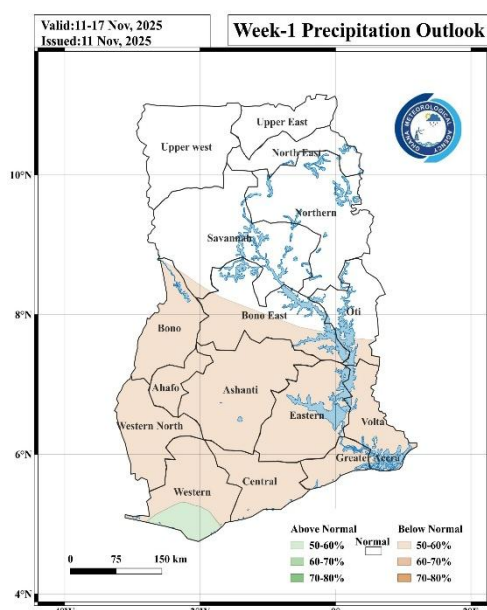 Valid:11-17 Nov, 2025
Issued:11 Nov, 2025
Week-1 Precipitation Outlook
GHANA METEOROLOGICAL AGENCY
Upper East
Upper west
North East
10°N
Northern
Savannah
8°N
Bono East
Oti
Bono
Ahafo
Ashanti
Eastern
Western North
Volta
6°N
Greater Accra
Western
Central
Above Normal
Normal
Below Normal
50-60%
50-60%
60-70%
60-70%
70-80%
70-80%
0 75 150 km
4°N